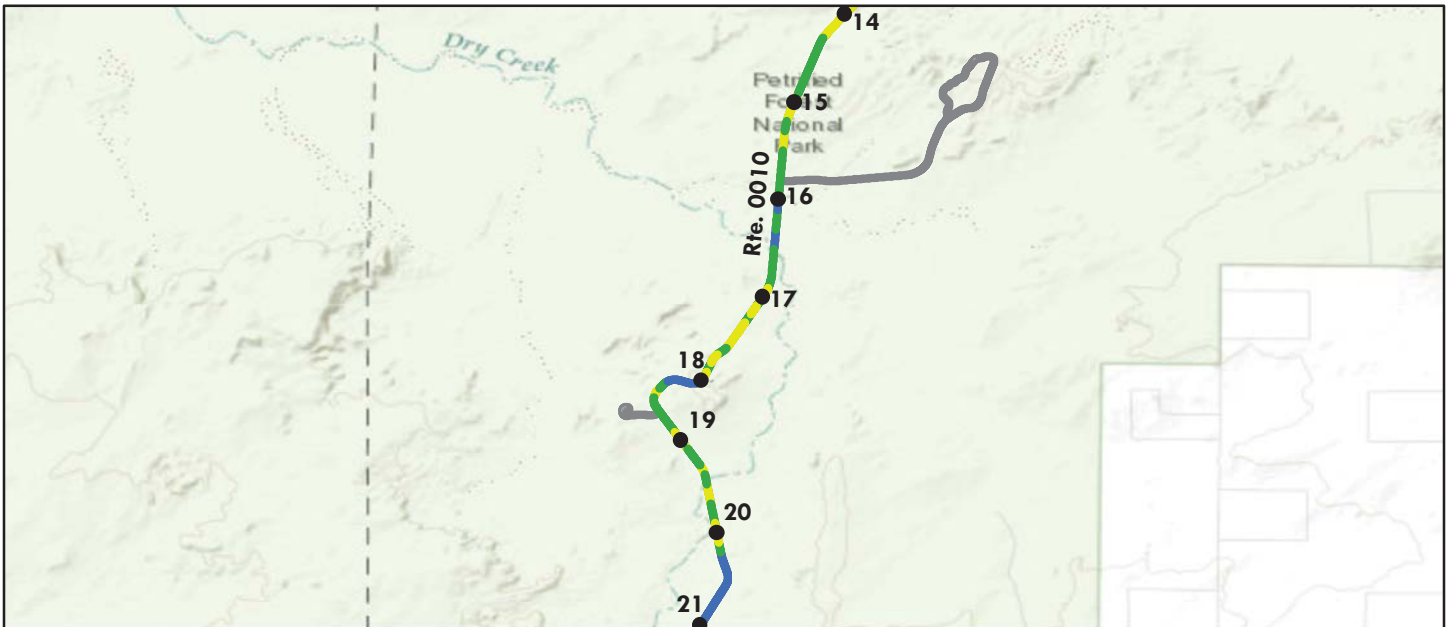 14
Dry Creek
Petrified
Forest
National
Park
15
Rte. 0010
16
17
18
19
20
21